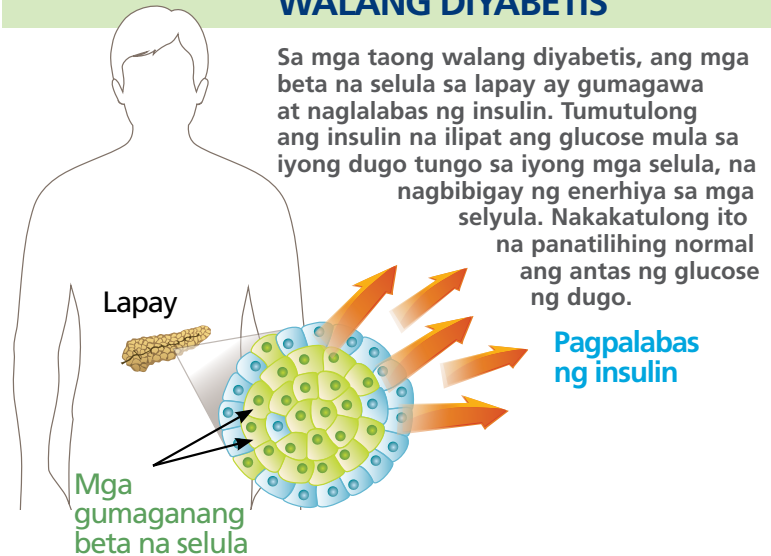 WALANG DIYABETIS
Sa mga taong walang diyabetis, ang mga
beta na selula sa lapay ay gumagawa
at naglalabas ng insulin. Tumutulong
ang insulin na ilipat ang glucose mula sa
iyong dugo tungo sa iyong mga selula, na
nagbibigay ng enerhiya sa mga
selyula. Nakakatulong ito
na panatilihing normal
ang antas ng glucose
ng dugo.
Lapay
Pagpalabas
ng insulin
Mga
gumaganang
beta na selula